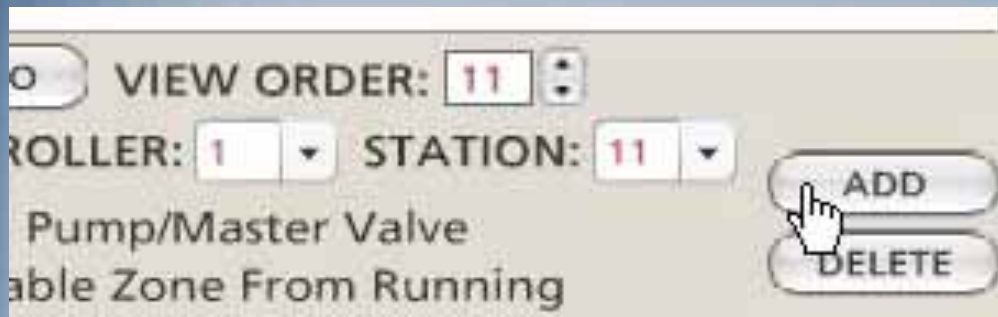 O VIEW ORDER: 11
ROLLER: 1 STATION: 11
ADD
Pump/Master Valve
DELETE
able Zone From Running